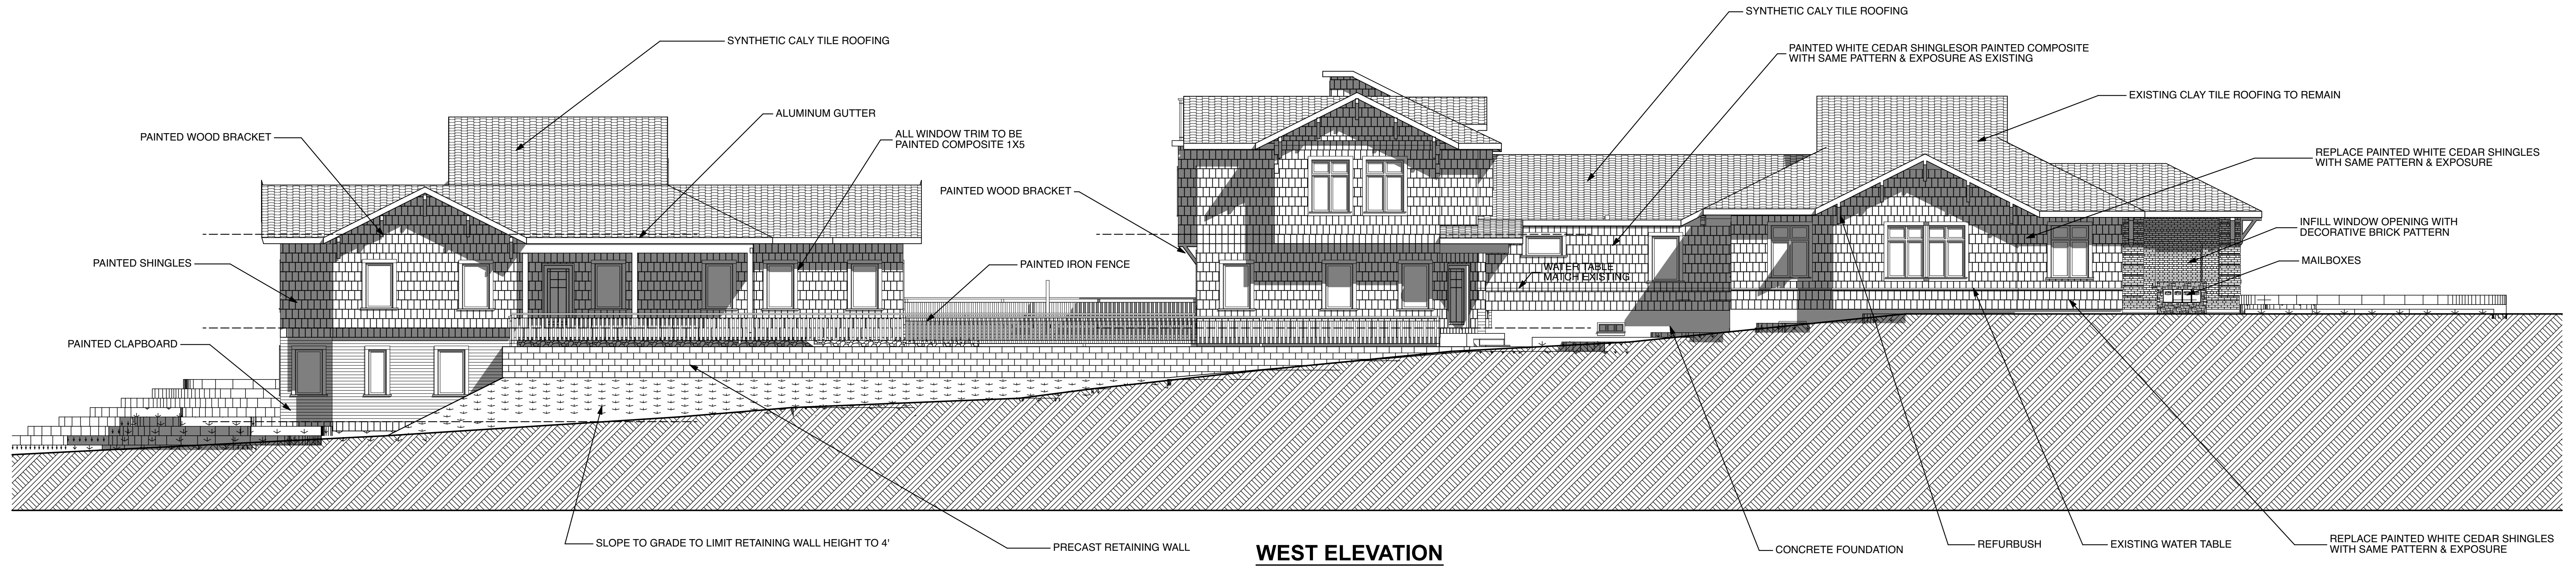 SYNTHETIC CALY TILE ROOFING
SYNTHETIC CALY TILE ROOFING
PAINTED WHITE CEDAR SHINGLESOR PAINTED COMPOSITE
WITH SAME PATTERN & EXPOSURE AS EXISTING
EXISTING CLAY TILE ROOFING TO REMAIN
ALUMINUM GUTTER
PAINTED WOOD BRACKET
ALL WINDOW TRIM TO BE
PAINTED COMPOSITE 1X5
REPLACE PAINTED WHITE CEDAR SHINGLES
WITH SAME PATTERN & EXPOSURE
PAINTED WOOD BRACKET
INFILL WINDOW OPENING WITH
DECORATIVE BRICK PATTERN
PAINTED SHINGLES
PAINTED IRON FENCE
WATER TABLE
MATCH EXISTING
MAILBOXES
PAINTED CLAPBOARD
SLOPE TO GRADE TO LIMIT RETAINING WALL HEIGHT TO 4'
PRECAST RETAINING WALL
WEST ELEVATION
CONCRETE FOUNDATION
REFURBUSH
EXISTING WATER TABLE
REPLACE PAINTED WHITE CEDAR SHINGLES
WITH SAME PATTERN & EXPOSURE